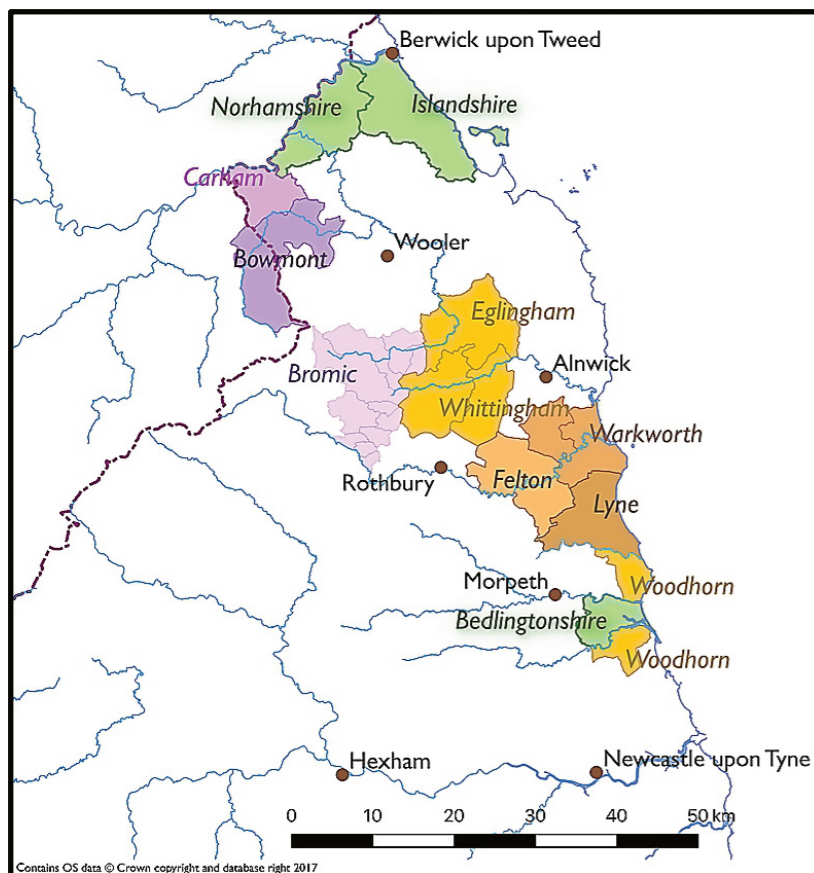 Berwick upon Tweed
Norhamshire
Islandshire
Carham
Wooler
Bowmont
Eglingham
Alnwick
Bromic
Whittingham
Warkworth
Rothbury
Felton
Lyne
Morpeth
Woodhorn
Bedlingtonshire
Woodhorn
Hexham
Newcastle upon Tyne
0 10 20 30 40 50 km
Contains OS data © Crown copyright and database right 2017